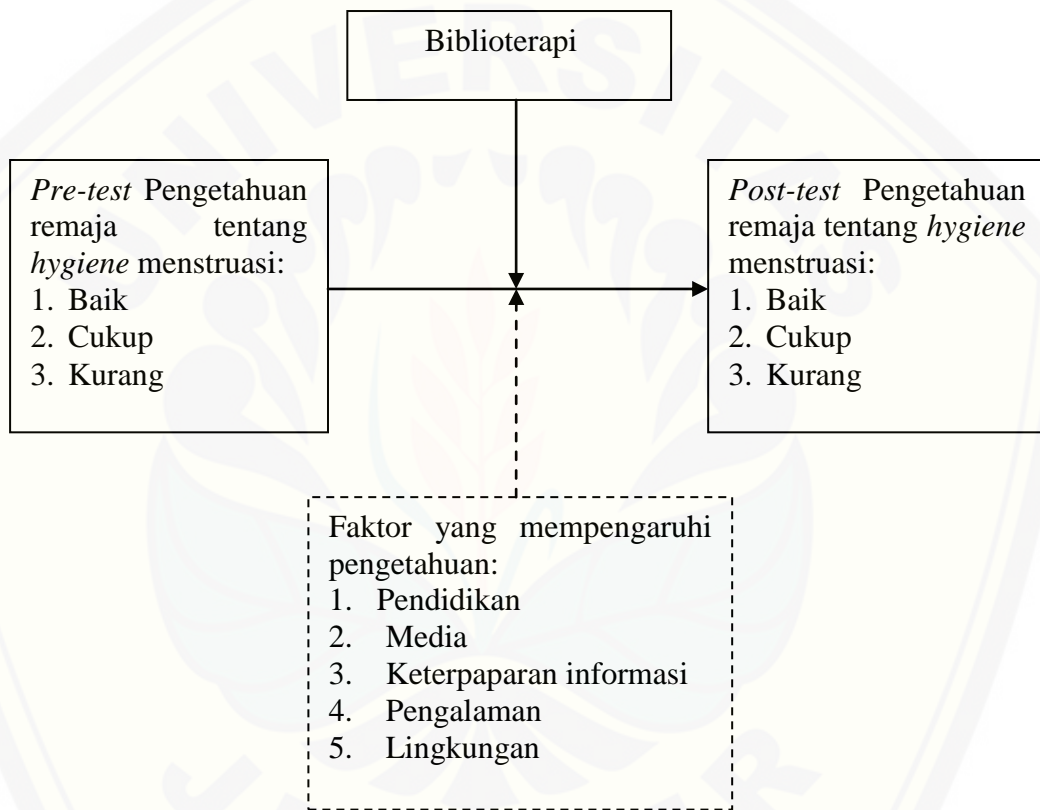 Biblioterapi
Pre-test Pengetahuan
remaja tentang
hygiene menstruasi:
1. Baik
2. Cukup
3. Kurang
Post-test Pengetahuan
remaja tentang hygiene
menstruasi:
1. Baik
2. Cukup
3. Kurang
Faktor yang mempengaruhi
pengetahuan:
1. Pendidikan
2. Media
3. Keterpaparan informasi
4. Pengalaman
5. Lingkungan
UNIVERSITAS